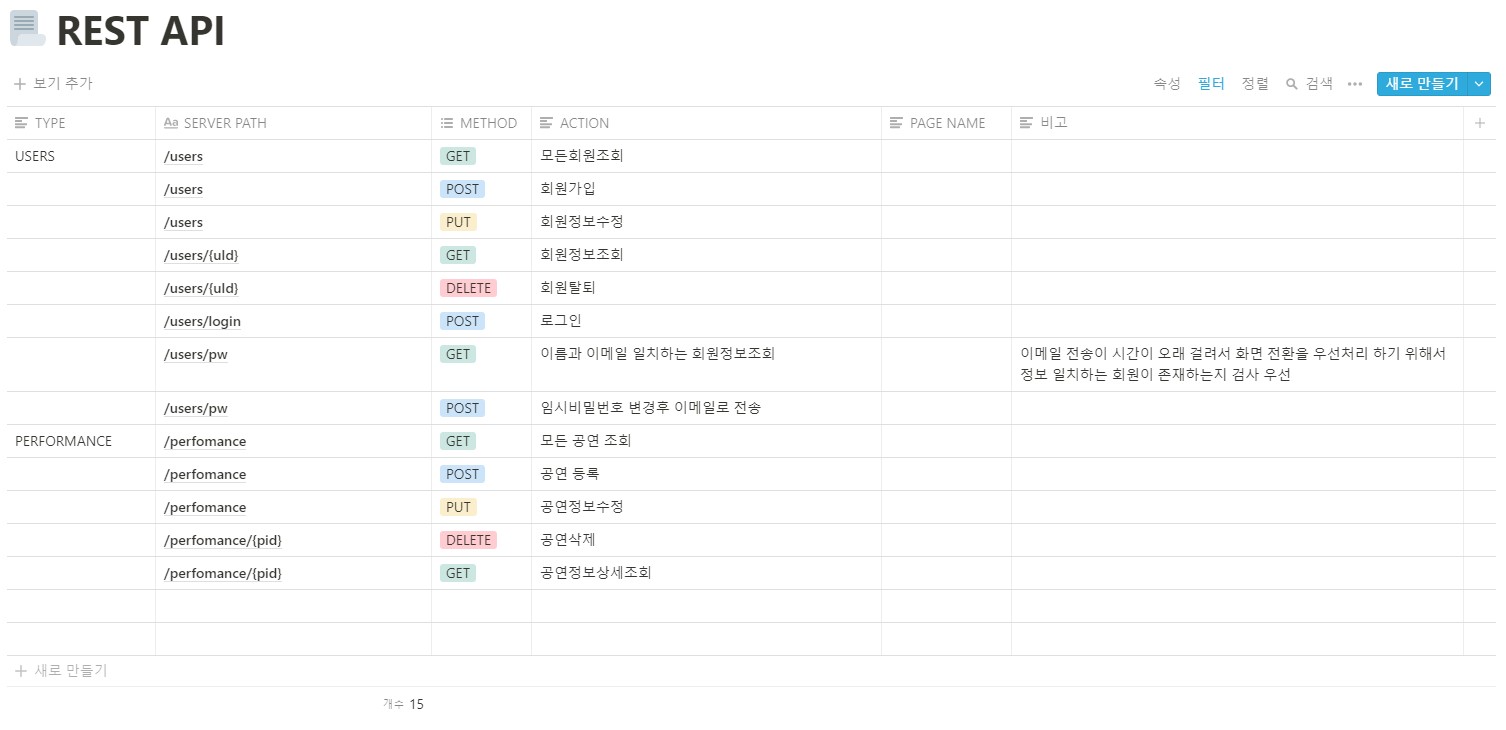 REST API
보기 추가 속성 필터 정렬 검색 새로 만들기
TYPE Aa SERVER PATH METHOD ACTION PAGE NAME 비고
USERS /users GET 모든회원조회
/users POST 회원가입
/users PUT 회원정보수정
/users/{uId} GET 회원정보조회
/users/{uId} DELETE 회원탈퇴
/users/login POST 로그인
/users/pw GET 이름과 이메일 일치하는 회원정보조회 이메일 전송이 시간이 오래 걸려서 화면 전환을 우선처리 하기 위해서
정보 일치하는 회원이 존재하는지 검사 우선
/users/pw POST 임시비밀번호 변경후 이메일로 전송
PERFORMANCE /perfomance GET 모든 공연 조회
/perfomance POST 공연 등록
/perfomance PUT 공연정보수정
/perfomance/{pid} DELETE 공연삭제
/perfomance/{pid} GET 공연정보상세조회
새로 만들기
개수 15